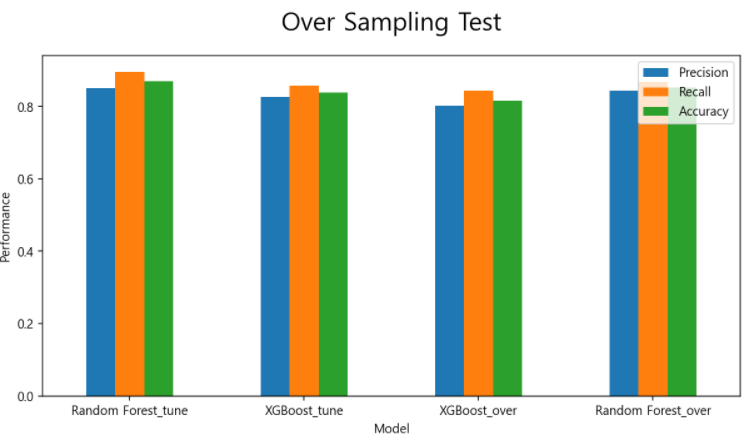 Over Sampling Test
Precision
Recall
Accuracy
0.8
0.6
0.4
0.2
0.0
Performance
Random Forest_tune
XGBoost_tune
XGBoost_over
Random Forest_over
Model